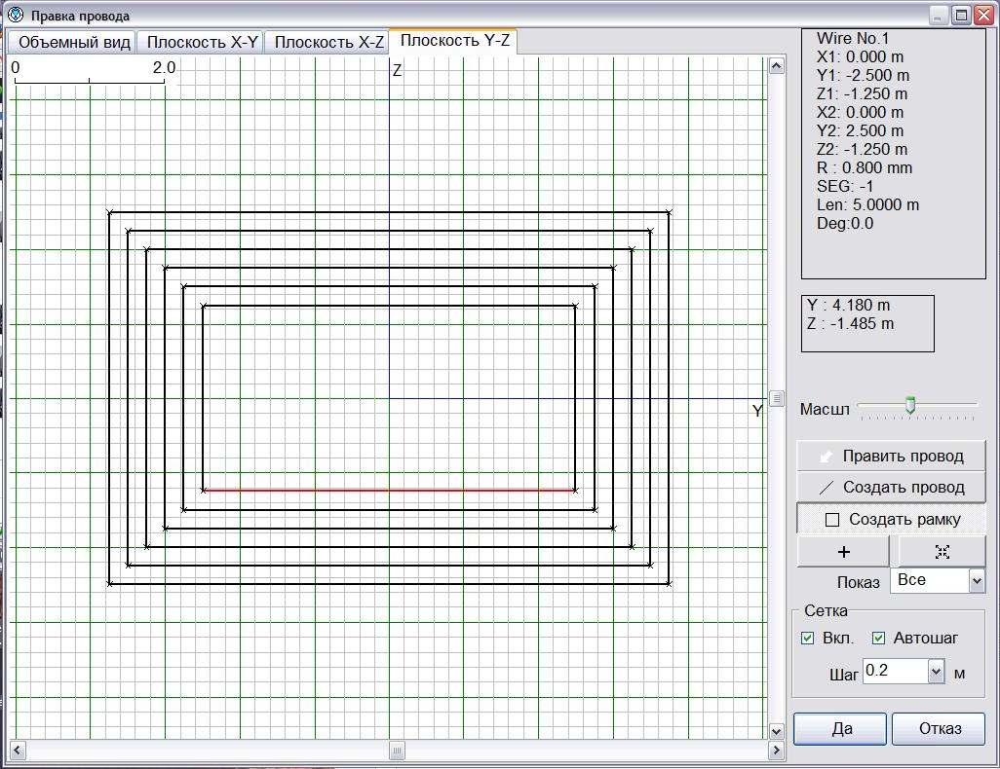 Правка провода
Объемный вид Плоскость X-Y Плоскость X-Z Плоскость Y-Z
0 2.0
Z
Y
Wire No.1
X1: 0.000 m
Y1: -2.500 m
Z1: -1.250 m
X2: 0.000 m
Y2: 2.500 m
Z2: -1.250 m
R : 0.800 mm
SEG: -1
Len: 5.0000 m
Deg:0.0
Y : 4.180 m
Z : -1.485 m
Масшл
Править провод
Создать провод
Создать рамку
+
Показ Все
Сетка
Вкл. Автошаг
Шаг 0.2 м
Да Отказ